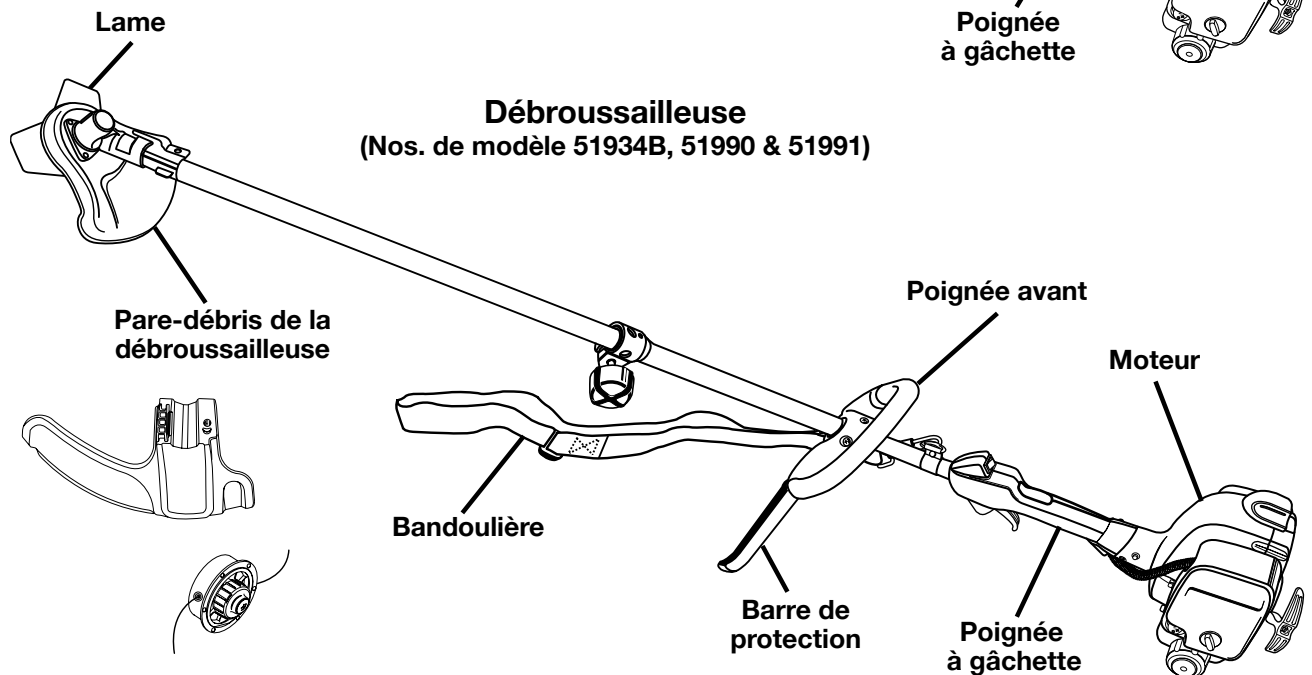 Poignée
à gâchette
Lame
Débroussailleuse
(Nos. de modèle 51934B, 51990 & 51991)
Poignée avant
Pare-débris de la
débroussailleuse
Moteur
Bandoulière
Barre de
protection
Poignée
à gâchette